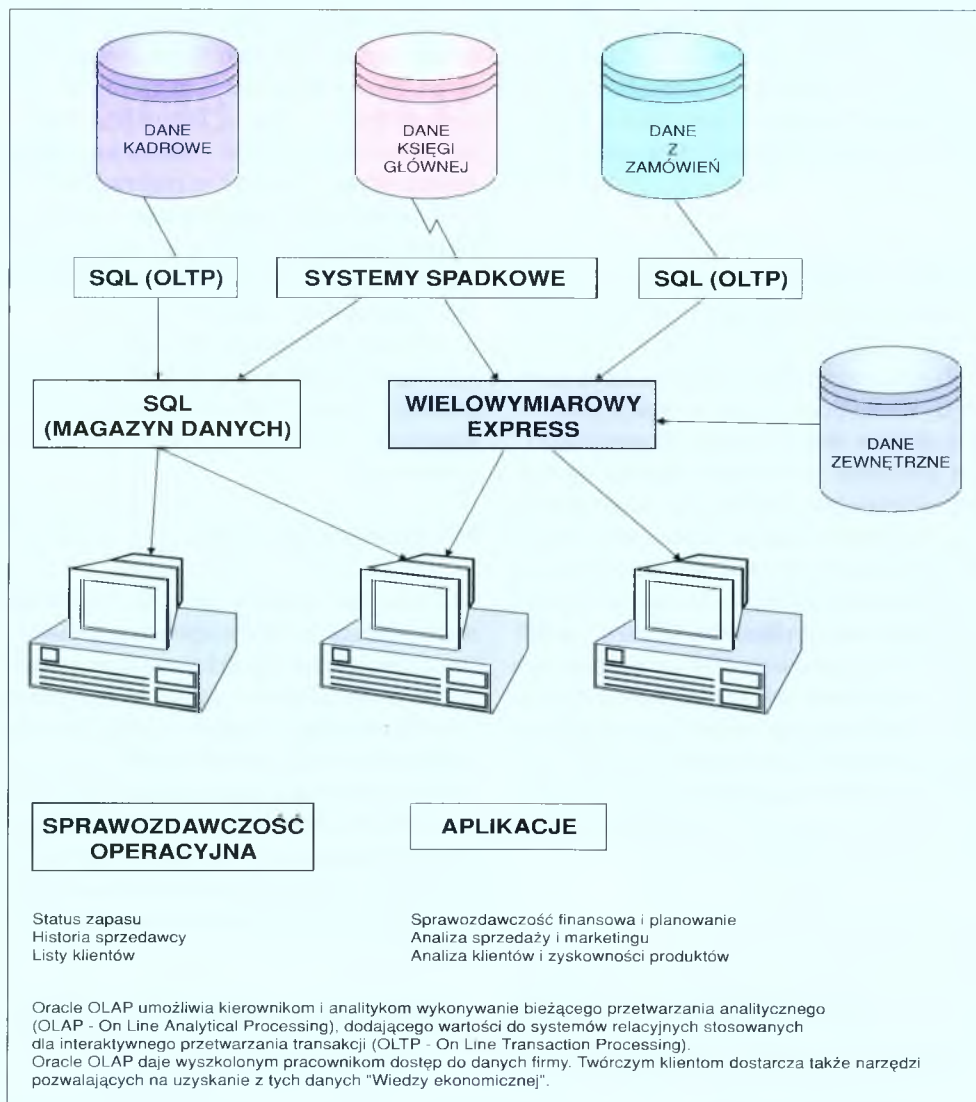 DANE
KADROWE
DANE
KSIĘGI
GŁÓWNEJ
DANE
Z
ZAMÓWIEŃ
SQL (OLTP)
SYSTEMY SPADKOWE
SQL (OLTP)
SQL
(MAGAZYN DANYCH)
WIELOWYMIAROWY
EXPRESS
DANE
ZEWNĘTRZNE
SPRAWOZDAWCZOŚĆ
OPERACYJNA
APLIKACJE
Status zapasu
Historia sprzedawcy
Listy klientów
Sprawozdawczość finansowa i planowanie
Analiza sprzedaży i marketingu
Analiza klientów i zyskowności produktów
Oracle OLAP umożliwia kierownikom i analitykom wykonywanie bieżącego przetwarzania analitycznego
(OLAP - On Line Analytical Processing), dodającego wartości do systemów relacyjnych stosowanych
dla interaktywnego przetwarzania transakcji (OLTP - On Line Transaction Processing).
Oracle OLAP daje wyszkolonym pracownikom dostęp do danych firmy. Twórczym klientom dostarcza także narzędzi
pozwalających na uzyskanie z tych danych "Wiedzy ekonomicznej".